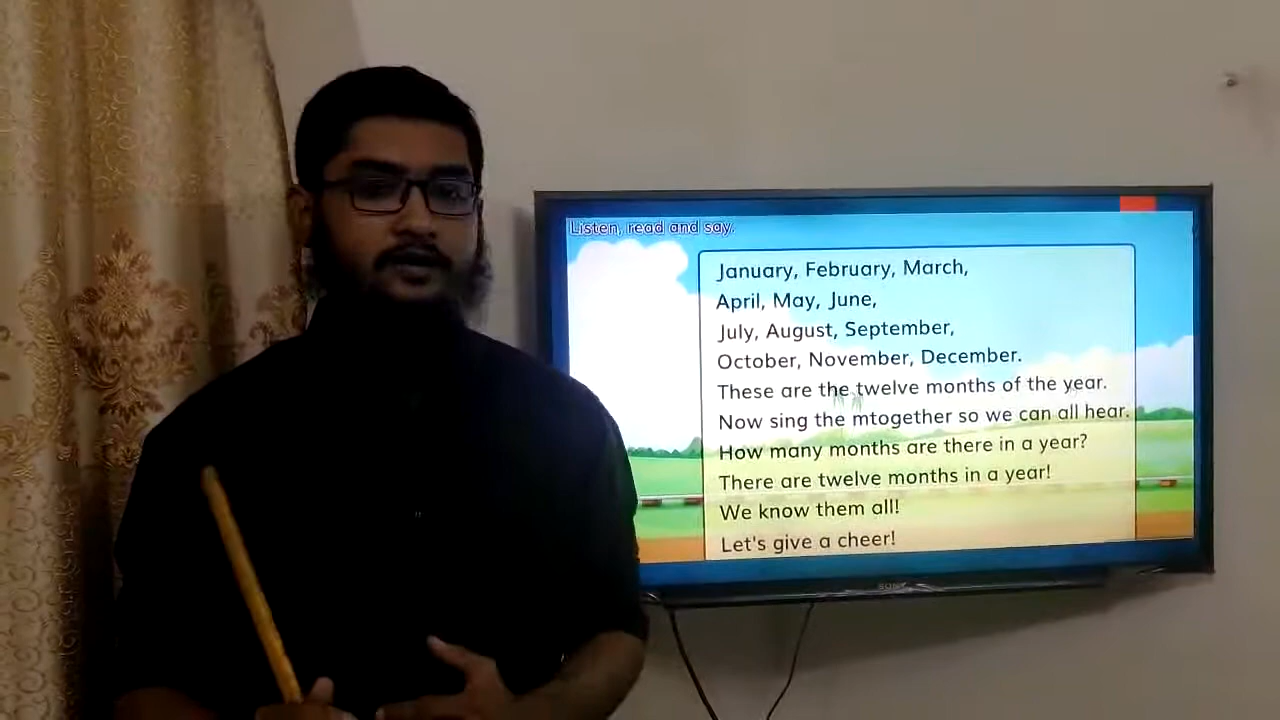 Listen, read and say.
January, February, March,
April, May, June,
July, August, September,
October, November, December.
These are the twelve months of the year.
Now sing the mtogether so we can all hear.
How many months are there in a year?
There are twelve months in a year!
We know them all!
Let's give a cheer!
SONY